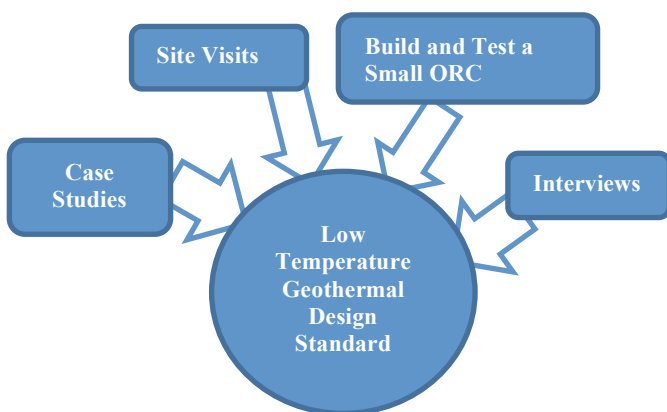 Site Visits
Build and Test a
Small ORC
Case
Studies
Interviews
Low
Temperature
Geothermal
Design
Standard